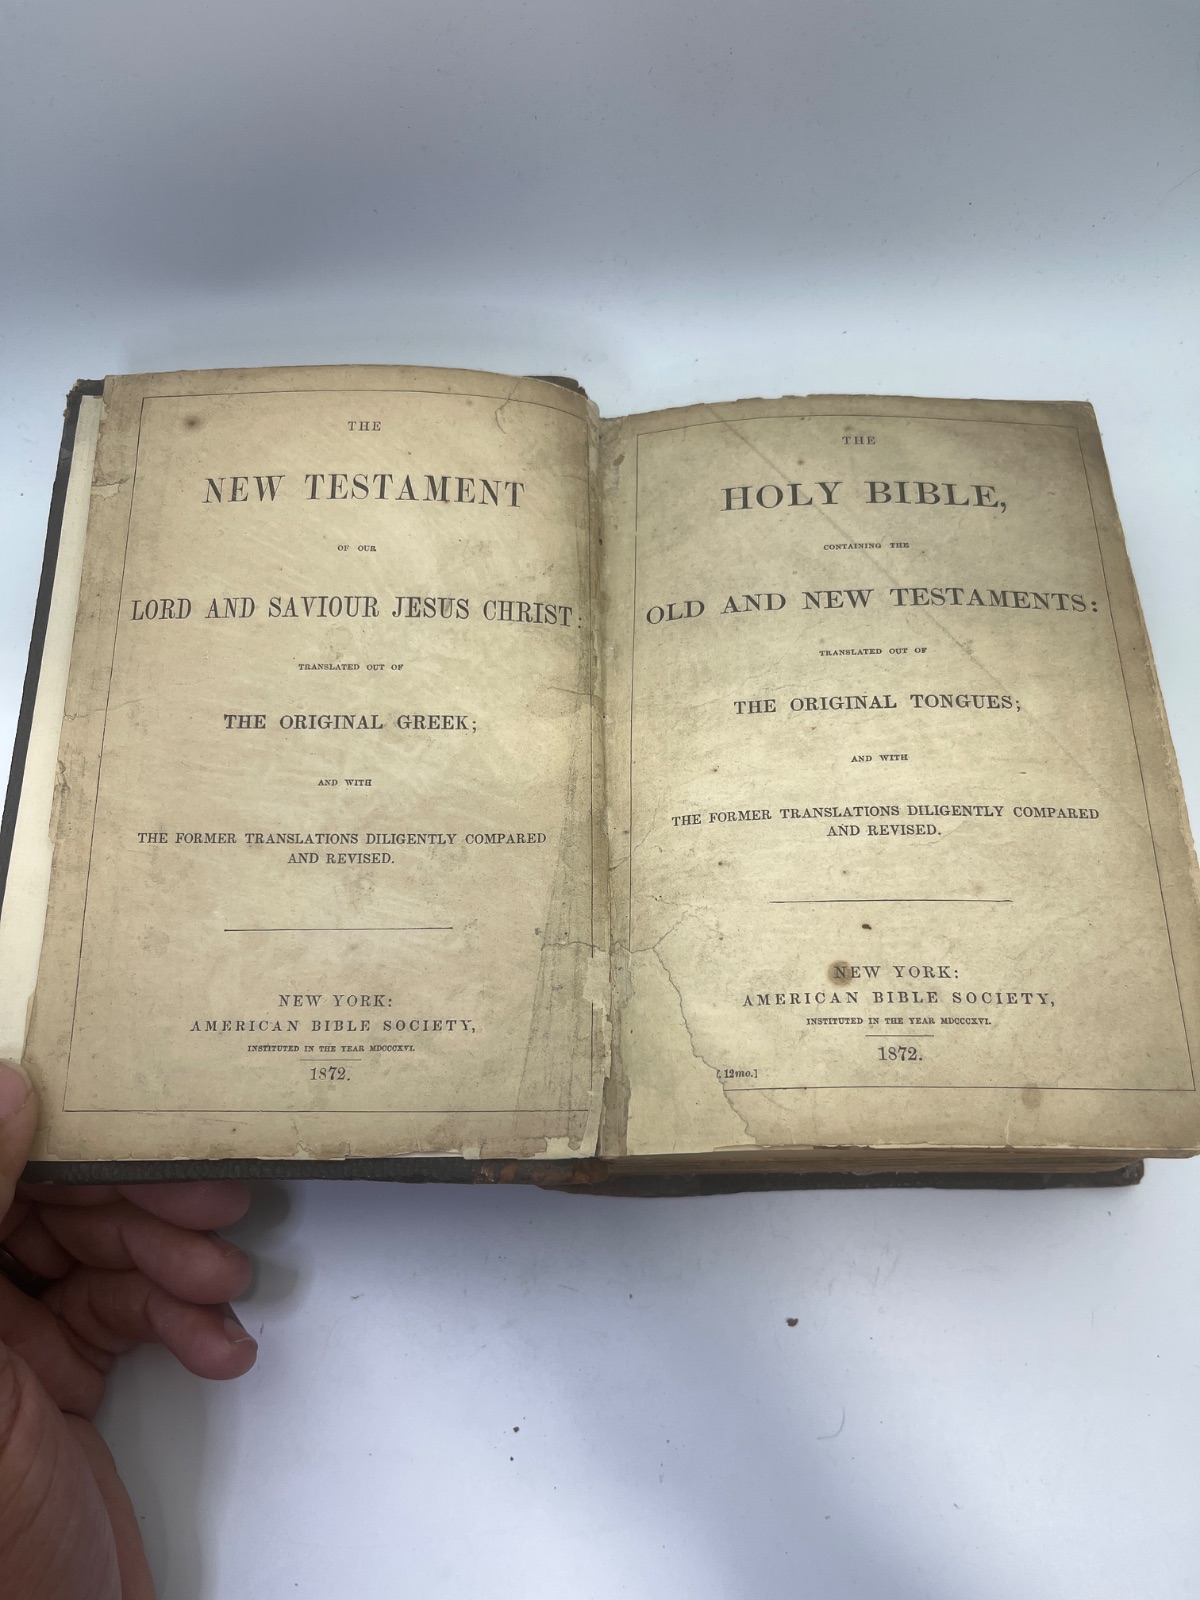 THE
NEW TESTAMENT
OF OUR
LORD AND SAVIOUR JESUS CHRIST:
TRANSLATED OUT OF
THE ORIGINAL GREEK;
AND WITH
THE FORMER TRANSLATIONS DILIGENTLY COMPARED
AND REVISED.
NEW YORK:
AMERICAN BIBLE SOCIETY,
INSTITUTED IN THE YEAR MDCCCXVI.
1872.
THE
HOLY BIBLE,
CONTAINING THE
OLD AND NEW TESTAMENTS:
TRANSLATED OUT OF
THE ORIGINAL TONGUES;
AND WITH
THE FORMER TRANSLATIONS DILIGENTLY COMPARED
AND REVISED.
NEW YORK:
AMERICAN BIBLE SOCIETY,
INSTITUTED IN THE YEAR MDCCCXVI.
1872.
12mo.]